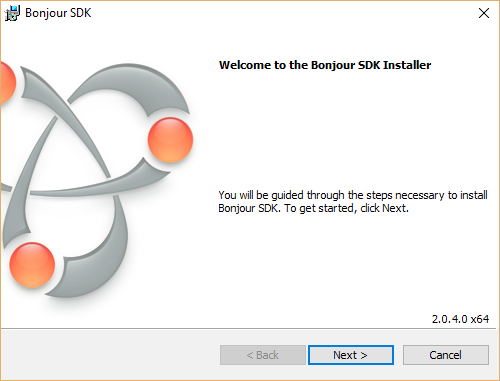 Bonjour SDK
Welcome to the Bonjour SDK Installer
You will be guided through the steps necessary to install
Bonjour SDK. To get started, click Next.
2.0.4.0 x64
< Back
Next >
Cancel